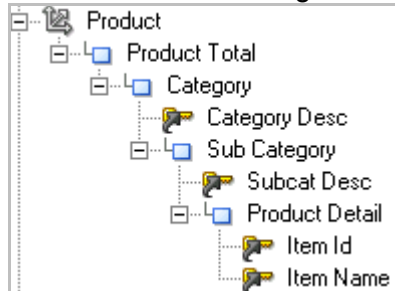 Product
Product Total
Category
Category Desc
Sub Category
Subcat Desc
Product Detail
Item Id
Item Name